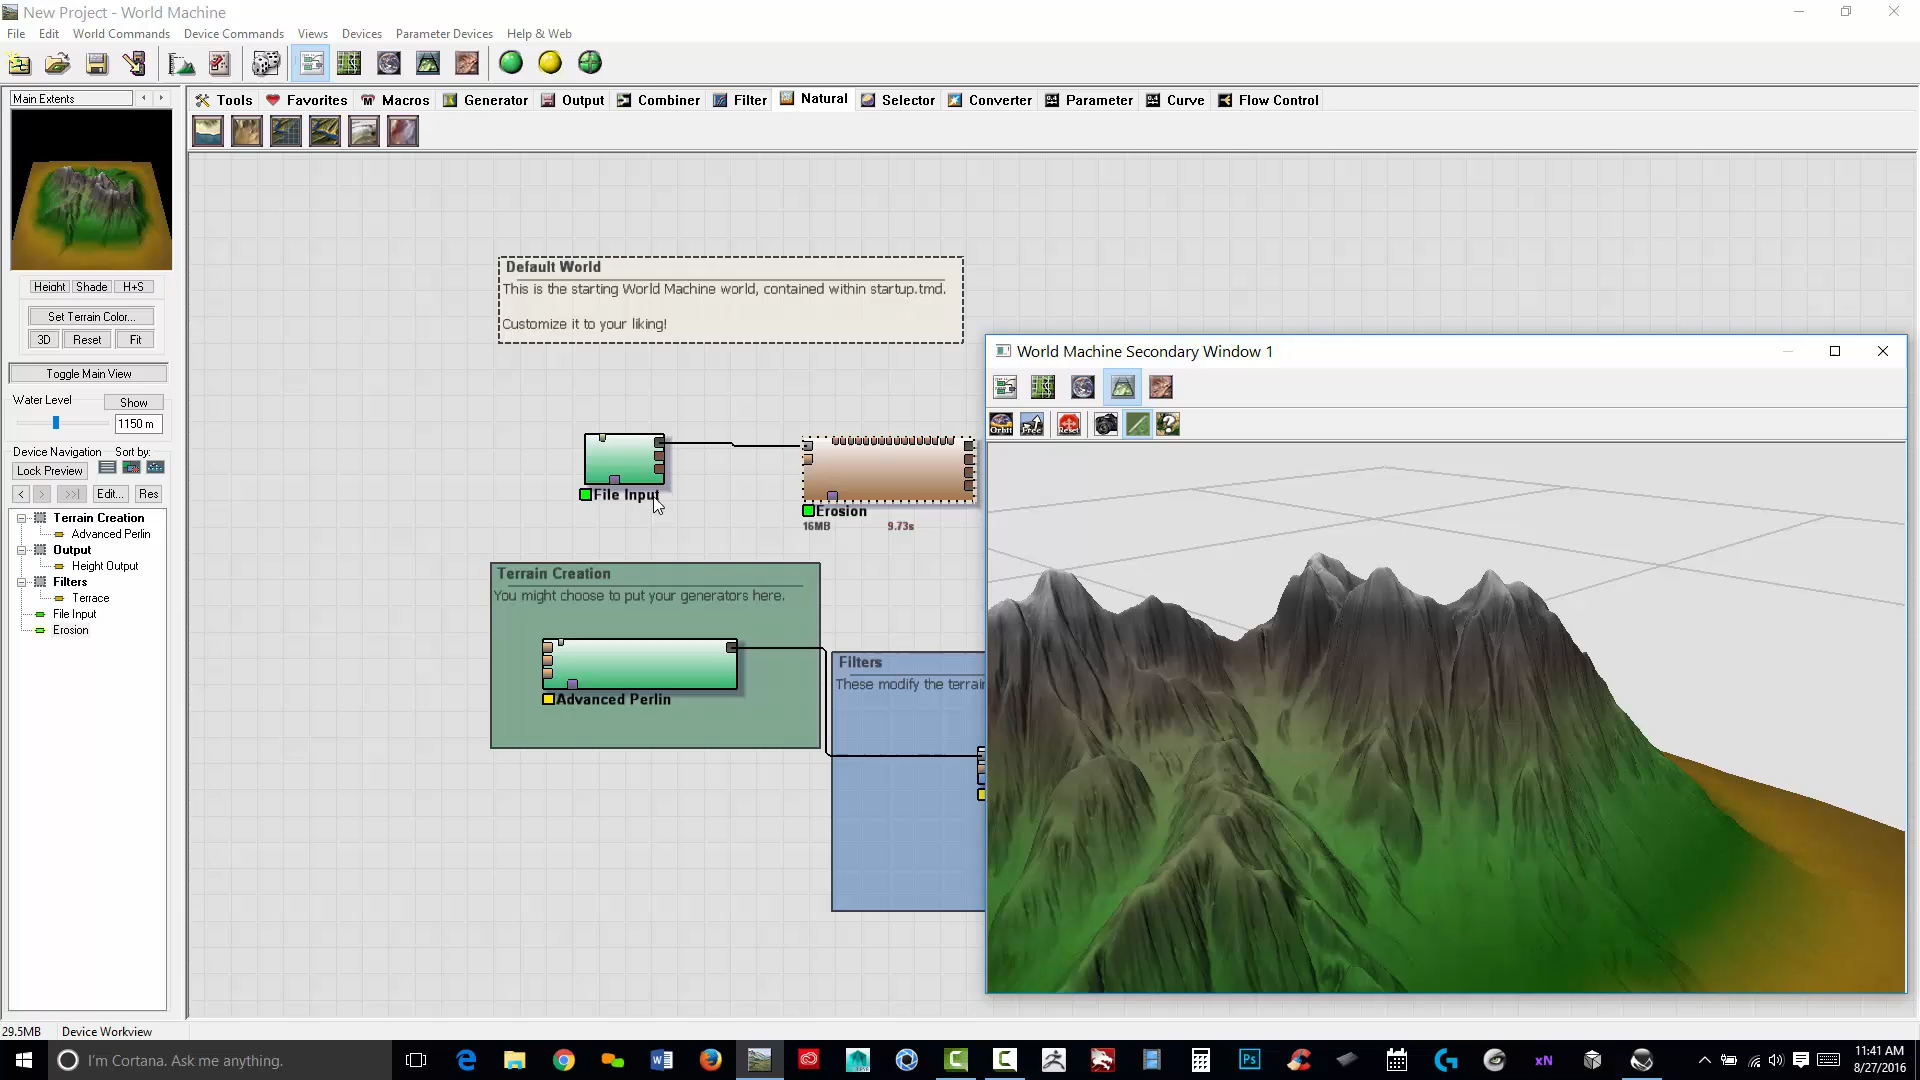 New Project - World Machine
File Edit World Commands Device Commands Views Devices Parameter Devices Help & Web
Main Extents
Tools Favorites Macros Generator Output Combiner Filter Natural Selector Converter Parameter Curve Flow Control
Height Shade H+S
Set Terrain Color...
3D Reset Fit
Toggle Main View
Water Level Show
1150 m
Device Navigation Sort by:
Lock Preview
< > >>| Edit... Res
Terrain Creation
Advanced Perlin
Output
Height Output
Filters
Terrace
File Input
Erosion
Default World
This is the starting World Machine world, contained within startup.tmd.
Customize it to your liking!
File Input
Erosion
16MB 9.73s
Terrain Creation
You might choose to put your generators here.
Advanced Perlin
Filters
These modify the terrain
World Machine Secondary Window 1
Orbit Free Reset
29.5MB Device Workview
I'm Cortana. Ask me anything.
Ps
xN
11:41 AM
8/27/2016